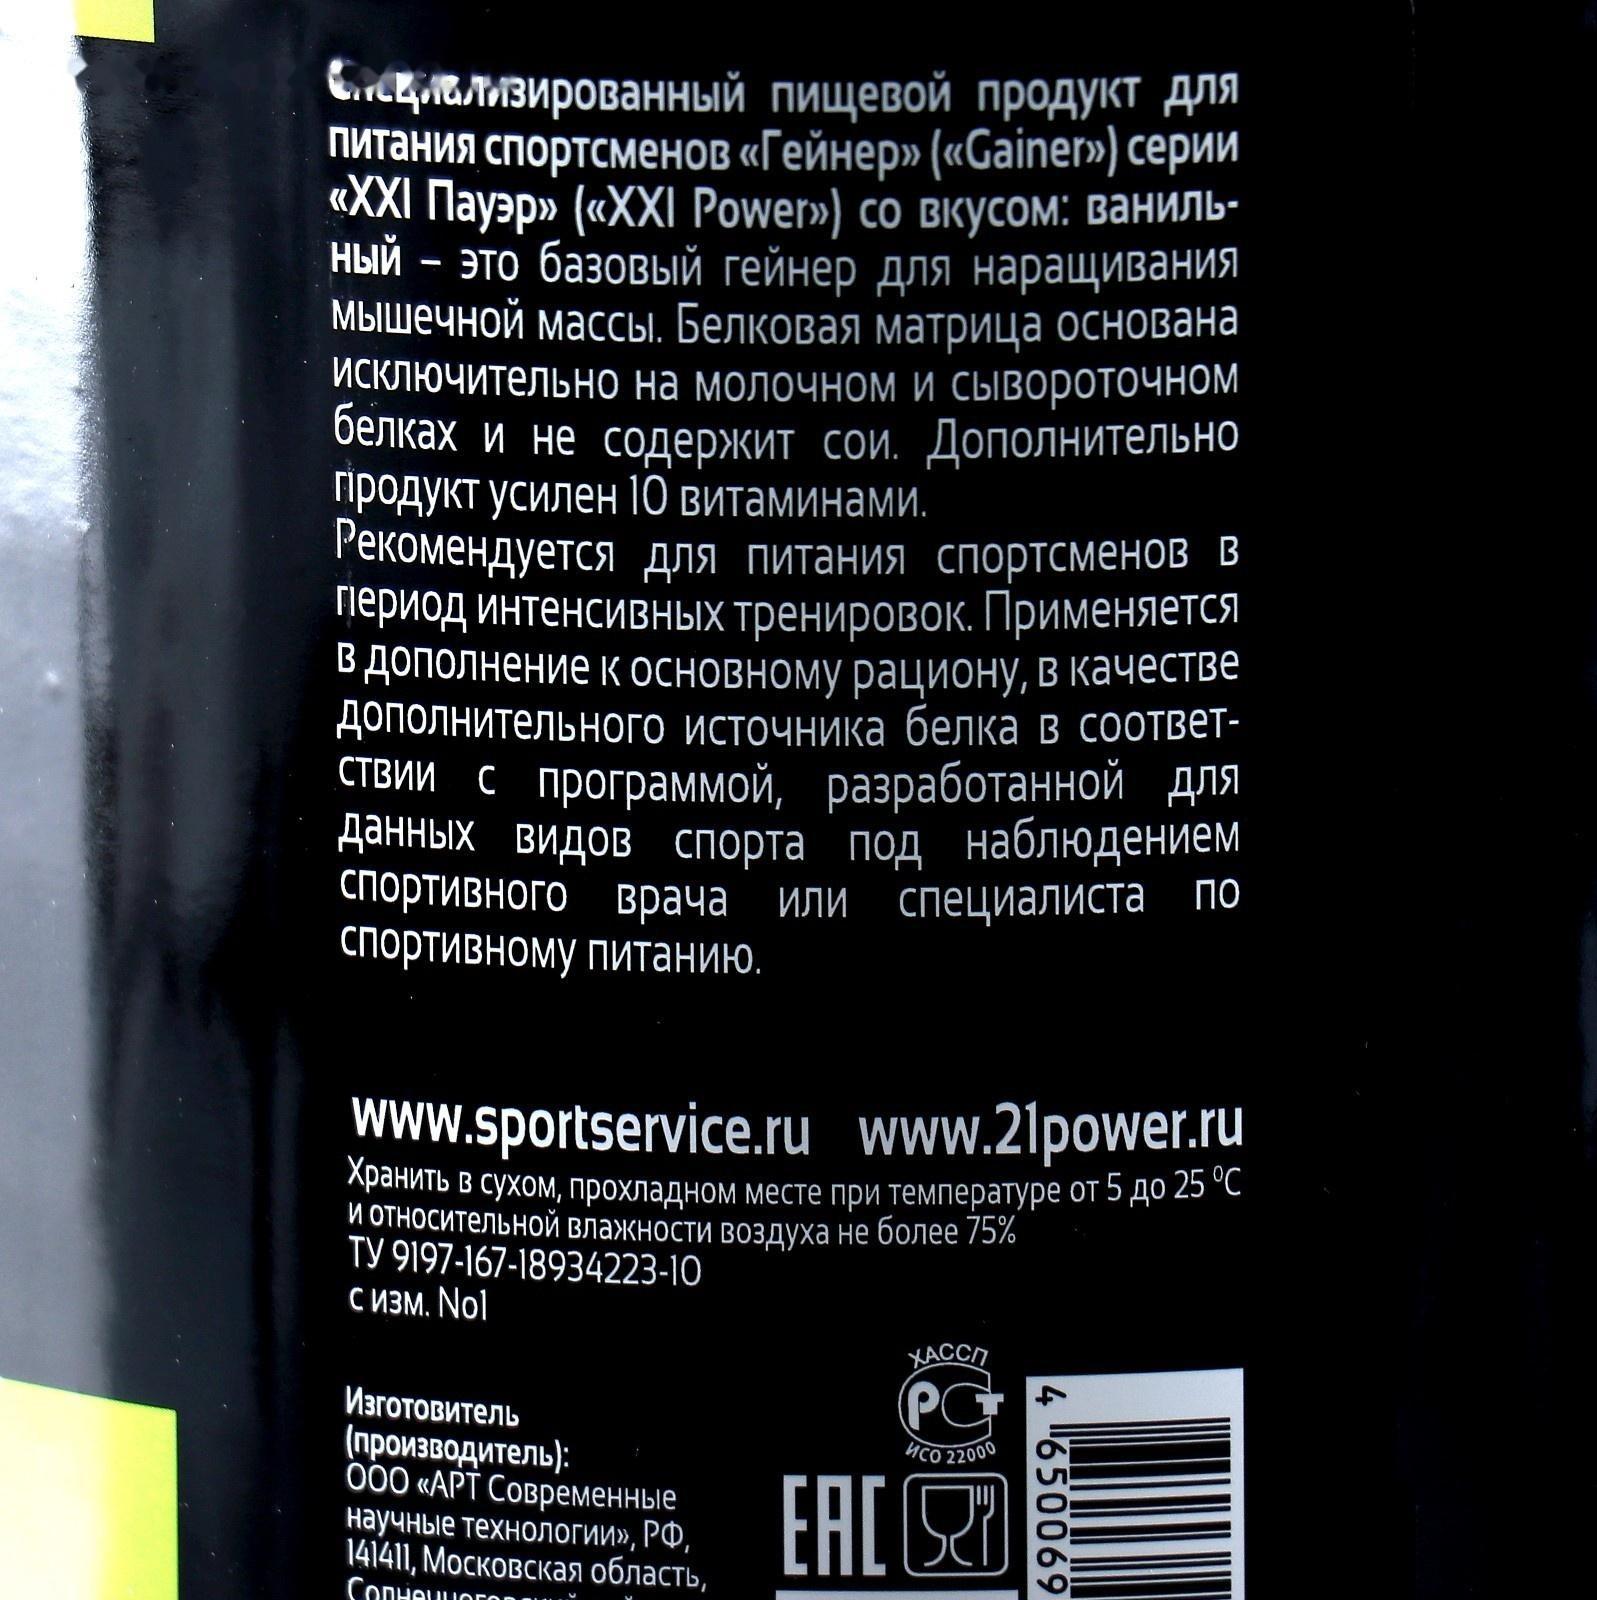 Специализированный пищевой продукт для
питания спортсменов «Гейнер» («Gainer») серии
«XXI Пауэр» («XXI Power») со вкусом: ваниль-
ный – это базовый гейнер для наращивания
мышечной массы. Белковая матрица основана
исключительно на молочном и сывороточном
белках и не содержит сои. Дополнительно
продукт усилен 10 витаминами.
Рекомендуется для питания спортсменов в
период интенсивных тренировок. Применяется
в дополнение к основному рациону, в качестве
дополнительного источника белка в соответ-
ствии с программой, разработанной для
данных видов спорта под наблюдением
спортивного врача или специалиста по
спортивному питанию.
www.sportservice.ru www.21power.ru
Хранить в сухом, прохладном месте при температуре от 5 до 25 °C
и относительной влажности воздуха не более 75%
ТУ 9197-167-18934223-10
с изм. No1
Изготовитель
(производитель):
ООО «АРТ Современные
научные технологии», РФ,
141411, Московская область,
ХАССП
РСТ
ИСО 22000
EAC
4 650069